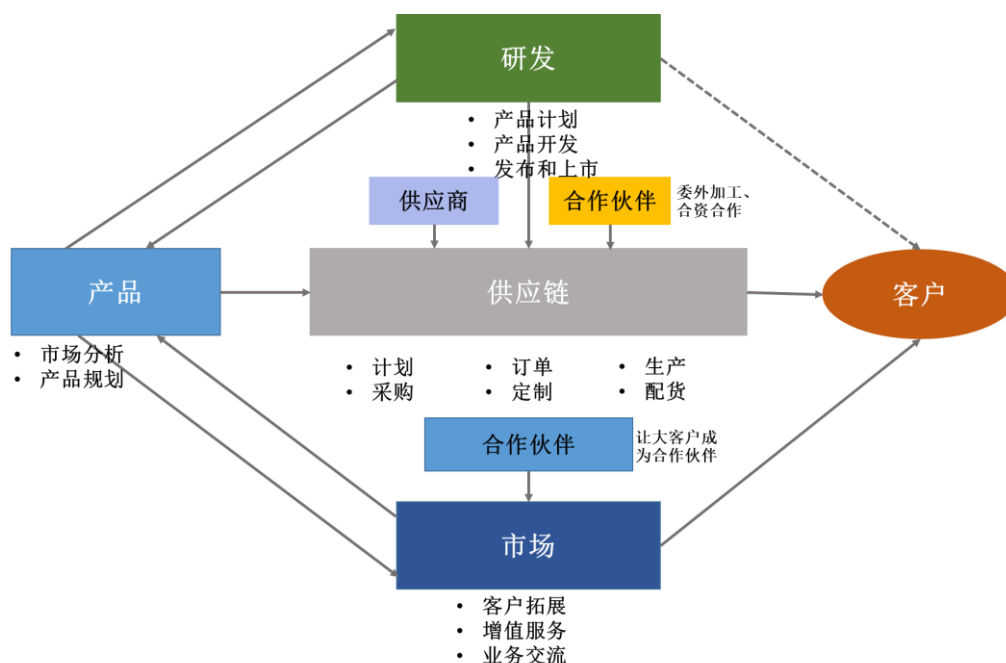 研发
• 产品计划
• 产品开发
• 发布和上市
供应商
合作伙伴
委外加工、
合资合作
产品
供应链
客户
• 市场分析
• 产品规划
• 计划
• 采购
• 订单
• 定制
• 生产
• 配货
合作伙伴
让大客户成
为合作伙伴
市场
• 客户拓展
• 增值服务
• 业务交流